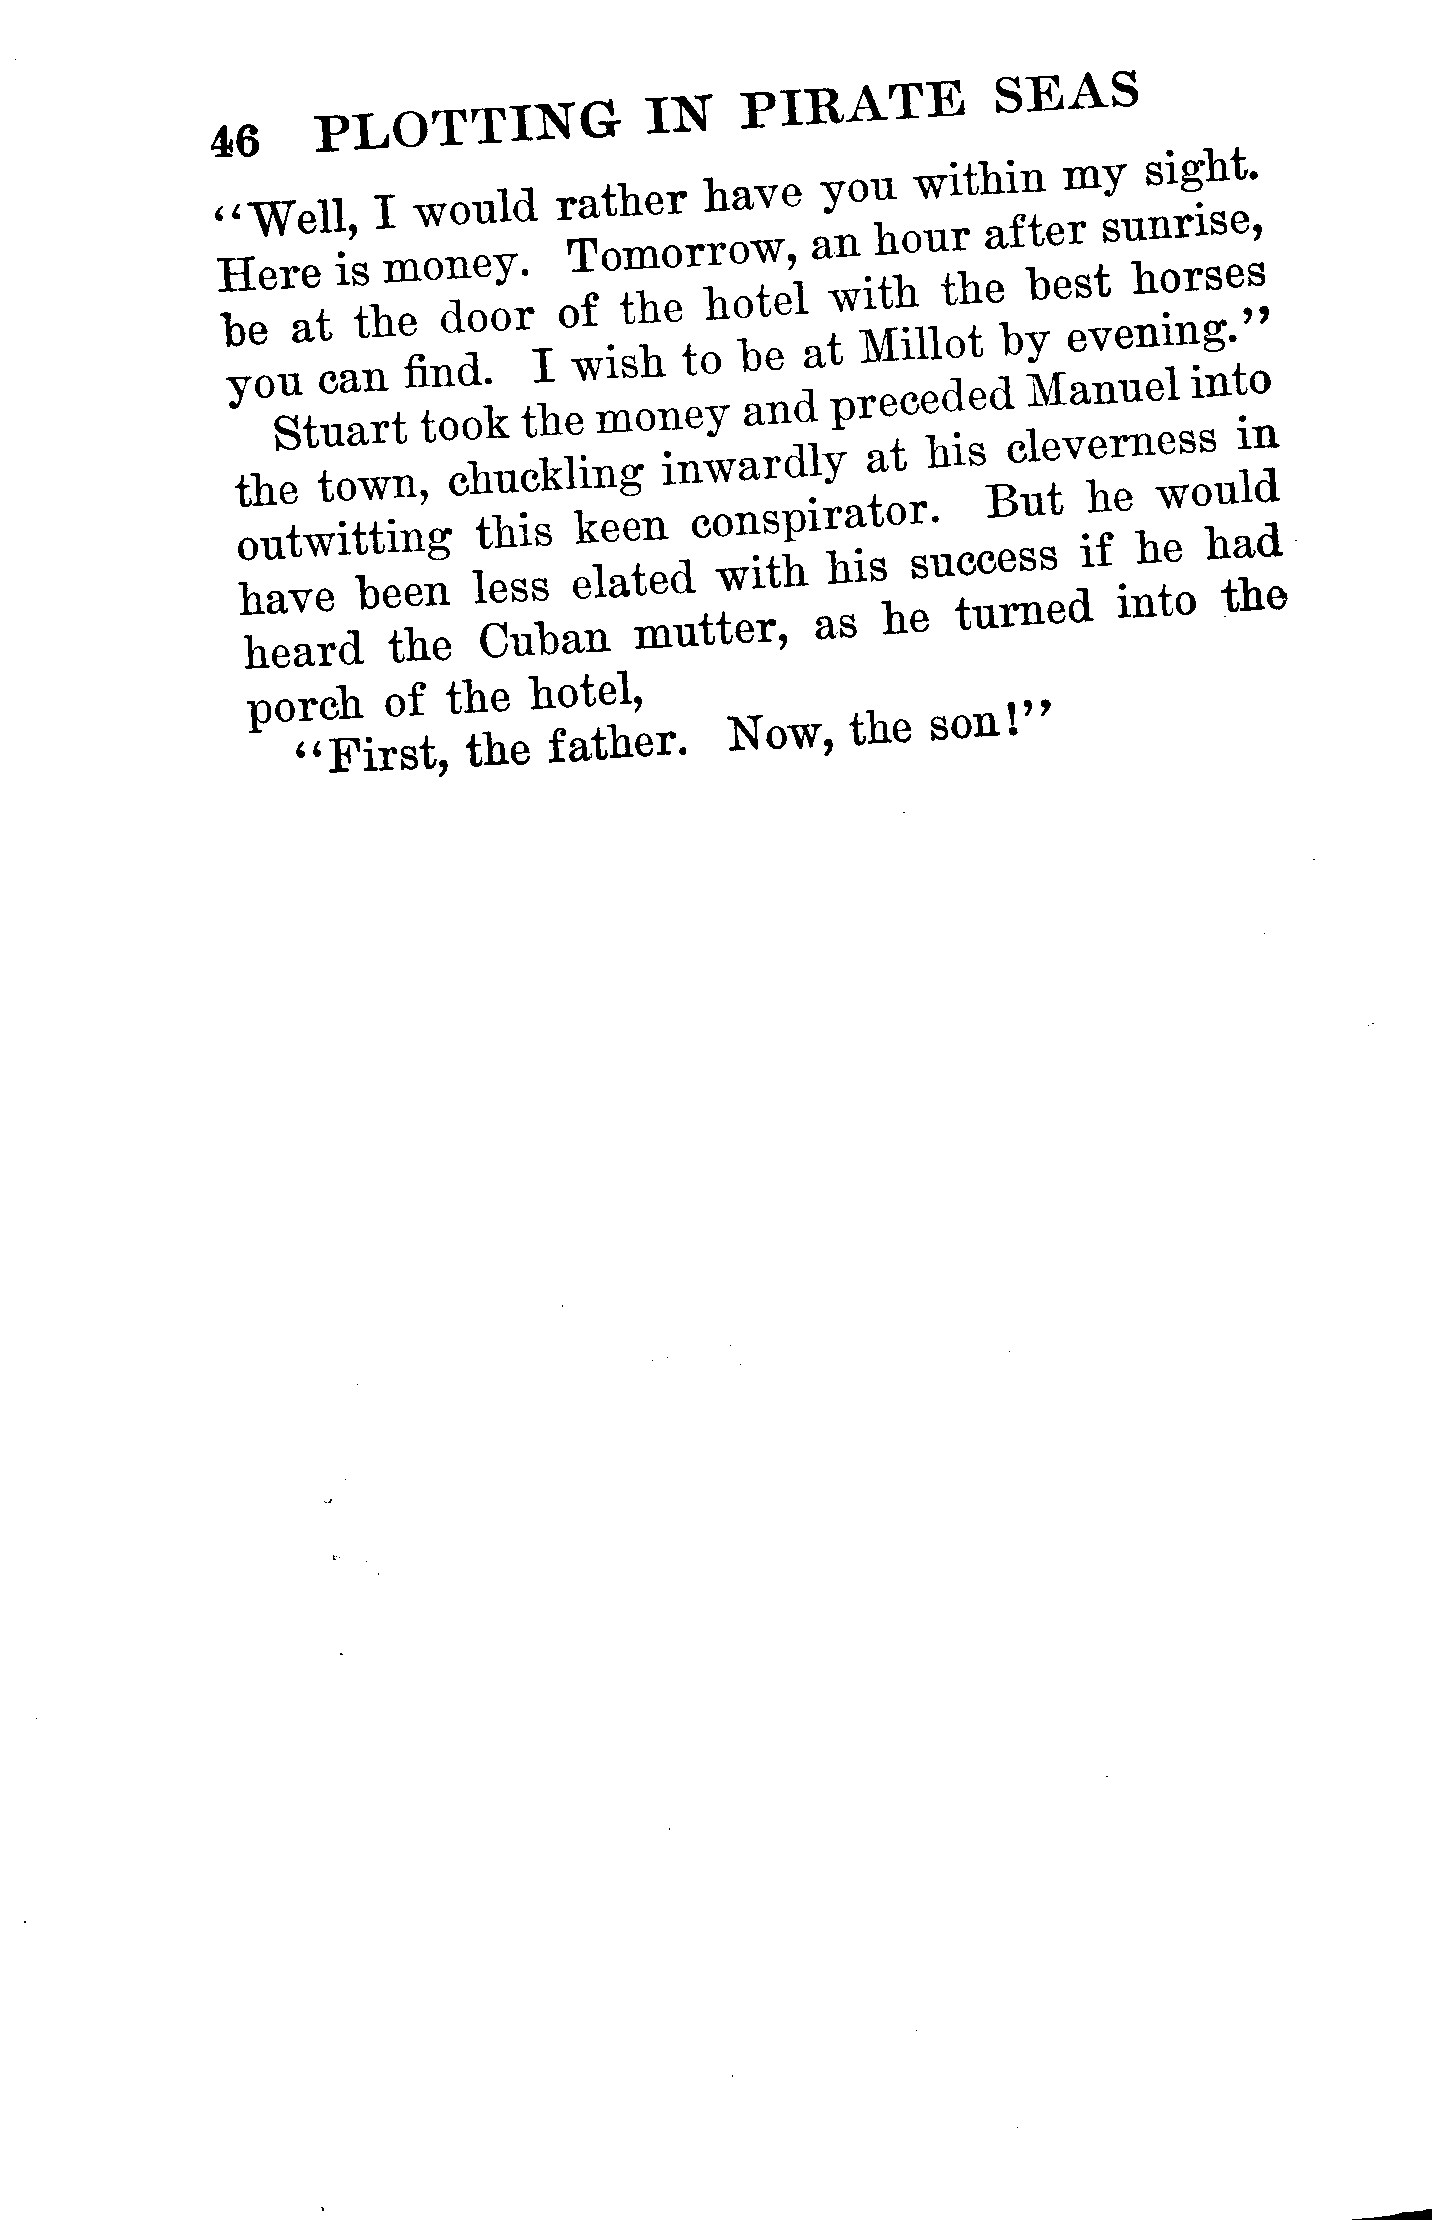 46 PLOTTING IN PIRATE SEAS
“Well, I would rather have you within my sight.
Here is money. Tomorrow, an hour after sunrise,
be at the door of the hotel with the best horses
you can find. I wish to be at Millot by evening.”
Stuart took the money and preceded Manuel into
the town, chuckling inwardly at his cleverness in
outwitting this keen conspirator. But he would
have been less elated with his success if he had
heard the Cuban mutter, as he turned into the
porch of the hotel,
“First, the father. Now, the son!”